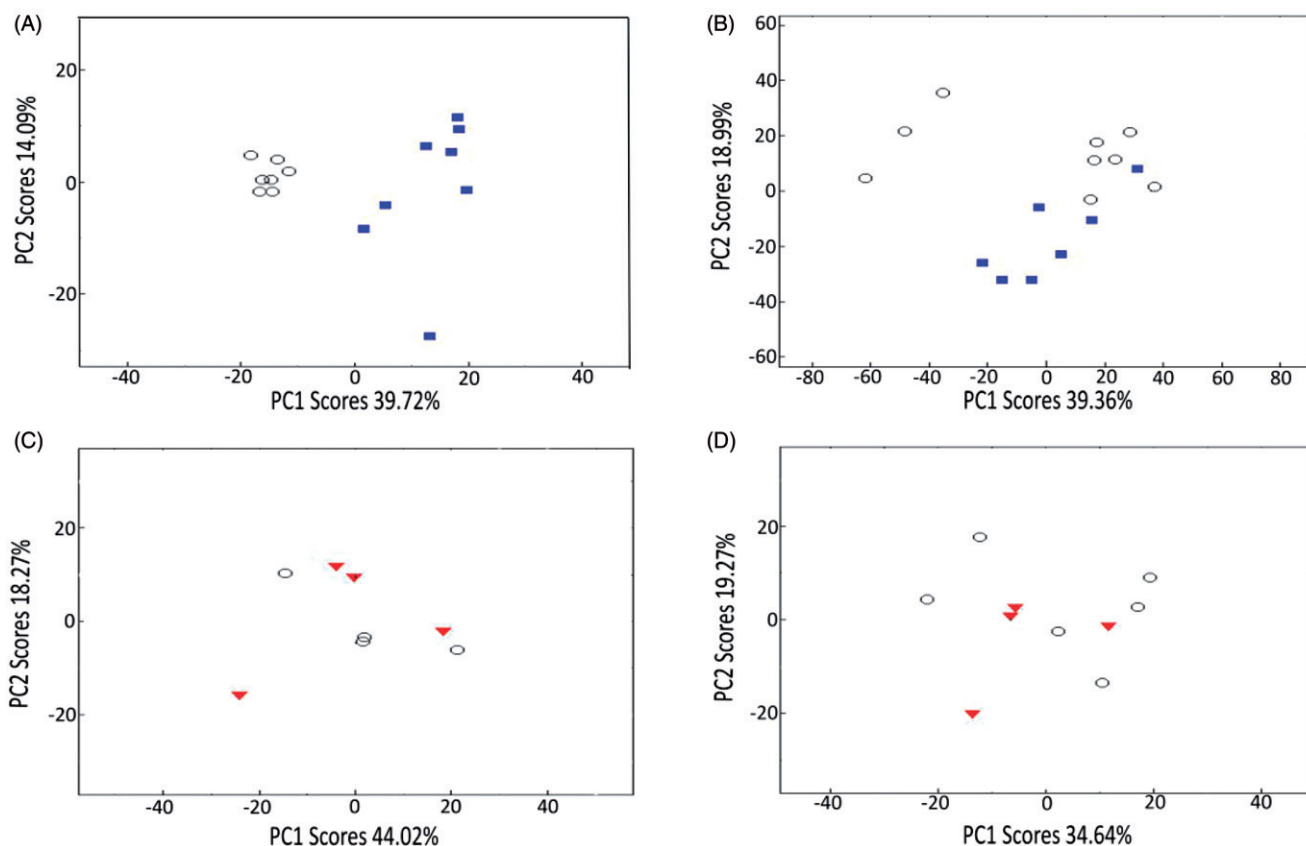 (A)
PC2 Scores 14.09%
20
0
-20
-40 -20 0 20 40
PC1 Scores 39.72%
(B)
PC2 Scores 18.99%
60
40
20
0
-20
-40
-60
-80 -60 -40 -20 0 20 40 60 80
PC1 Scores 39.36%
(C)
PC2 Scores 18.27%
20
0
-20
-40 -20 0 20 40
PC1 Scores 44.02%
(D)
PC2 Scores 19.27%
20
0
-20
-40 -20 0 20 40
PC1 Scores 34.64%